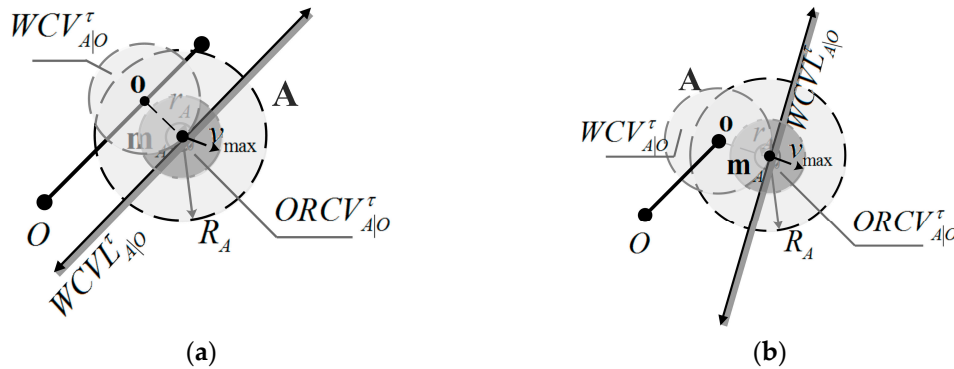 WCV^τ_{A|O}
o
r_A
A
m_A
v_max
O
ORCV^τ_{A|O}
WCVL^τ_{A|O}
R_A
(a)
WCVL^τ_{A|O}
A
WCV^τ_{A|O}
o
r
m_A
v_max
O
ORCV^τ_{A|O}
R_A
(b)